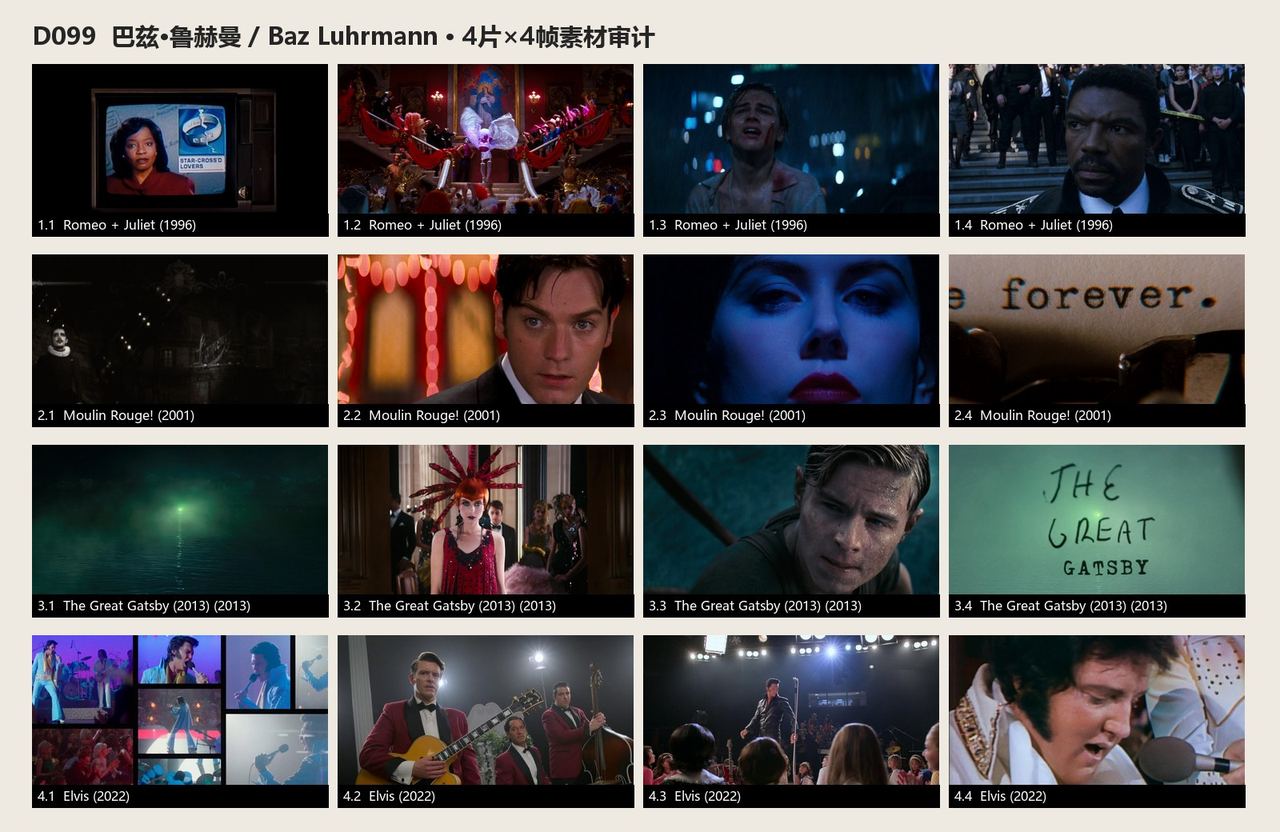 D099 巴兹•鲁赫曼 / Baz Luhrmann • 4片×4帧素材审计
STAR-CROSS'D
LOVERS
1.1 Romeo + Juliet (1996)
1.2 Romeo + Juliet (1996)
1.3 Romeo + Juliet (1996)
1.4 Romeo + Juliet (1996)
e forever.
2.1 Moulin Rouge! (2001)
2.2 Moulin Rouge! (2001)
2.3 Moulin Rouge! (2001)
2.4 Moulin Rouge! (2001)
THE
GREAT
GATSBY
3.1 The Great Gatsby (2013) (2013)
3.2 The Great Gatsby (2013) (2013)
3.3 The Great Gatsby (2013) (2013)
3.4 The Great Gatsby (2013) (2013)
4.1 Elvis (2022)
4.2 Elvis (2022)
4.3 Elvis (2022)
4.4 Elvis (2022)